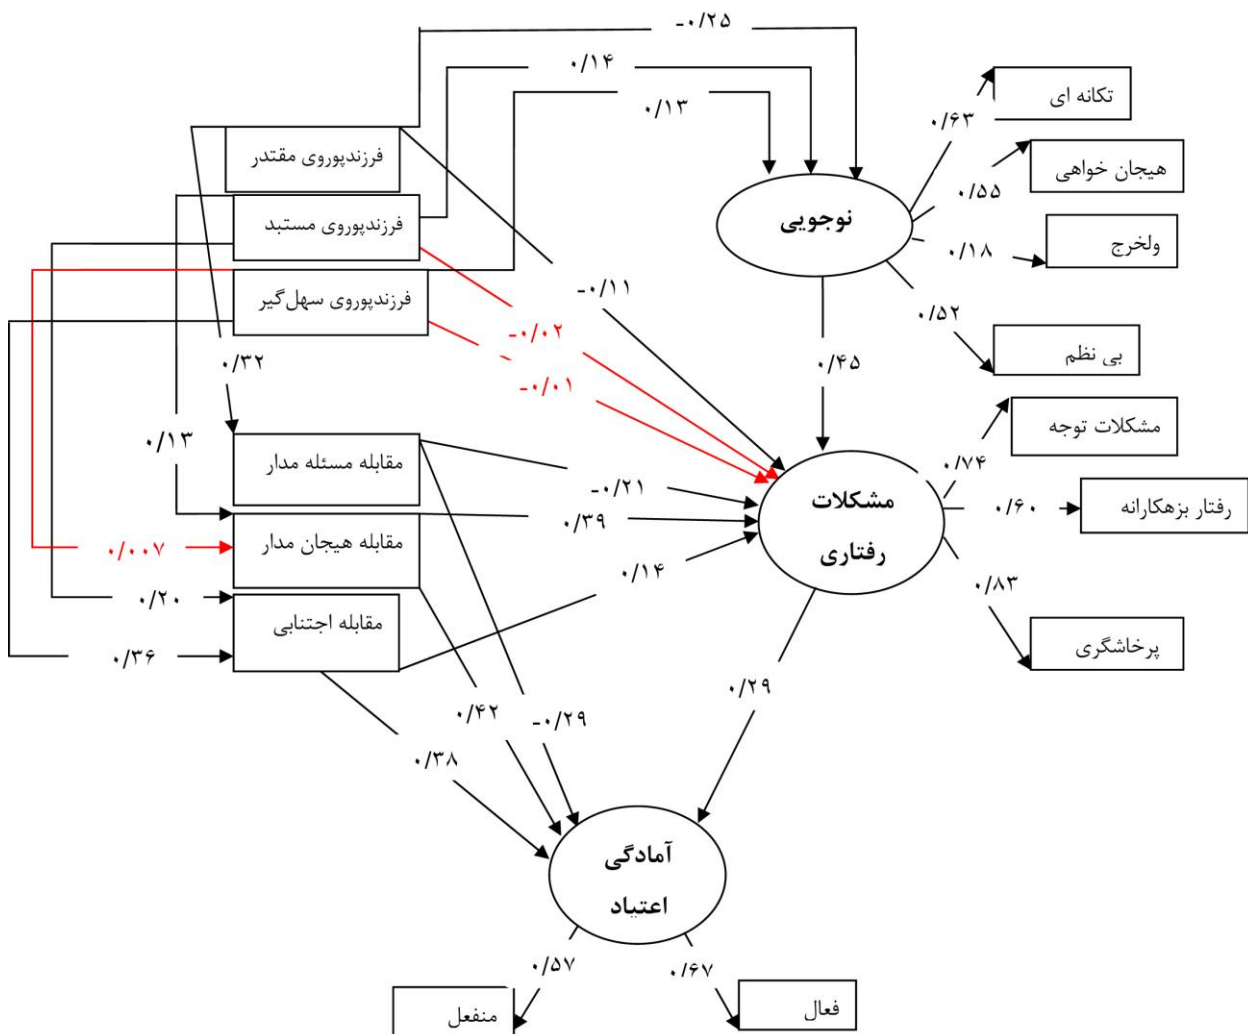 -۰/۲۵
۰/۱۴
۰/۱۳
تکانه ای
۰/۶۳
هیجان خواهی
۰/۵۵
نوجویی
ولخرج
۰/۱۸
۰/۵۲
بی نظم
فرزندپوروی مقتدر
فرزندپوروی مستبد
فرزندپوروی سهل‌گیر
-۰/۱۱
-۰/۰۲
-۰/۰۱
۰/۴۵
۰/۳۲
۰/۱۳
مقابله مسئله مدار
مقابله هیجان مدار
مقابله اجتنابی
۰/۰۰۷
۰/۲۰
۰/۳۶
-۰/۲۱
۰/۳۹
۰/۱۴
مشکلات
رفتاری
مشکلات توجه
۰/۷۴
رفتار بزهکارانه
۰/۶۰
۰/۸۳
پرخاشگری
۰/۲۹
۰/۴۲
-۰/۲۹
۰/۳۸
آمادگی
اعتیاد
۰/۵۷
۰/۶۷
فعال
منفعل